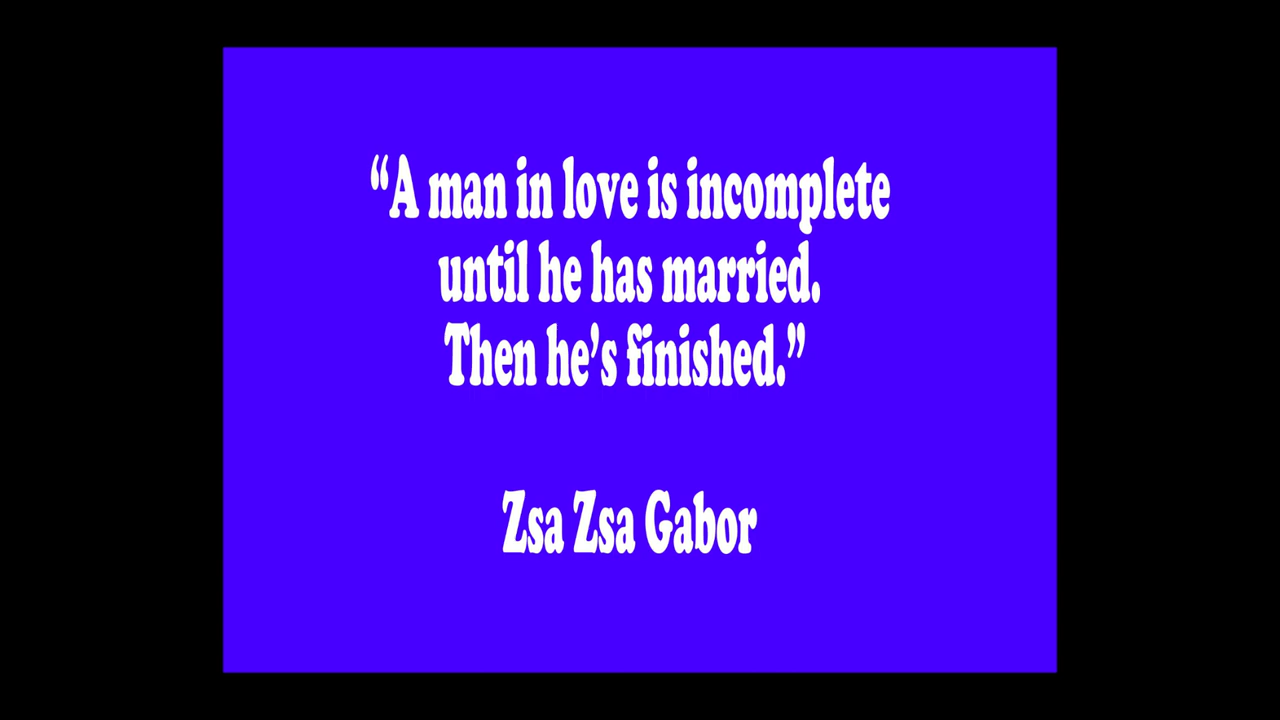 “A man in love is incomplete
until he has married.
Then he’s finished.”
Zsa Zsa Gabor